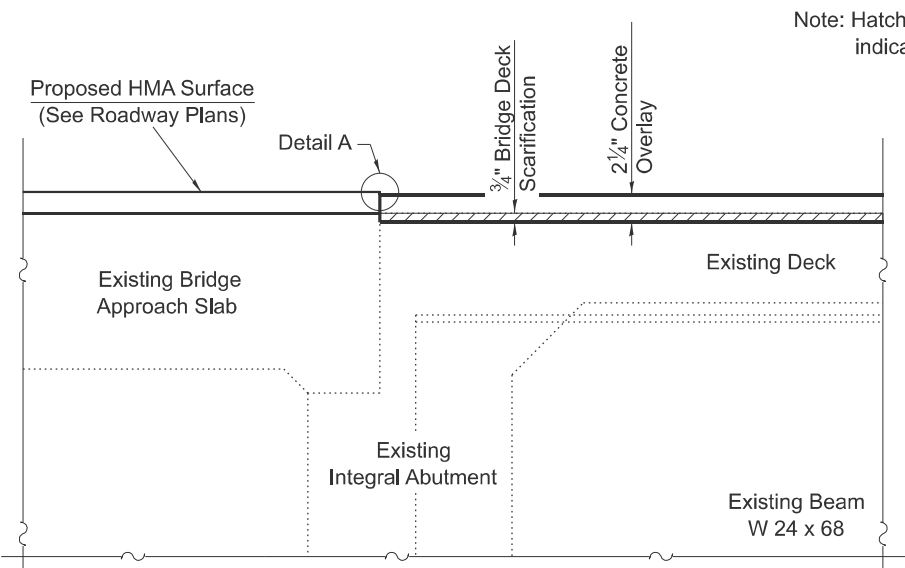 Note: Hatch
indica
Proposed HMA Surface
(See Roadway Plans)
Detail A
¾" Bridge Deck
Scarification
2¼" Concrete
Overlay
Existing Bridge
Approach Slab
Existing Deck
Existing
Integral Abutment
Existing Beam
W 24 x 68